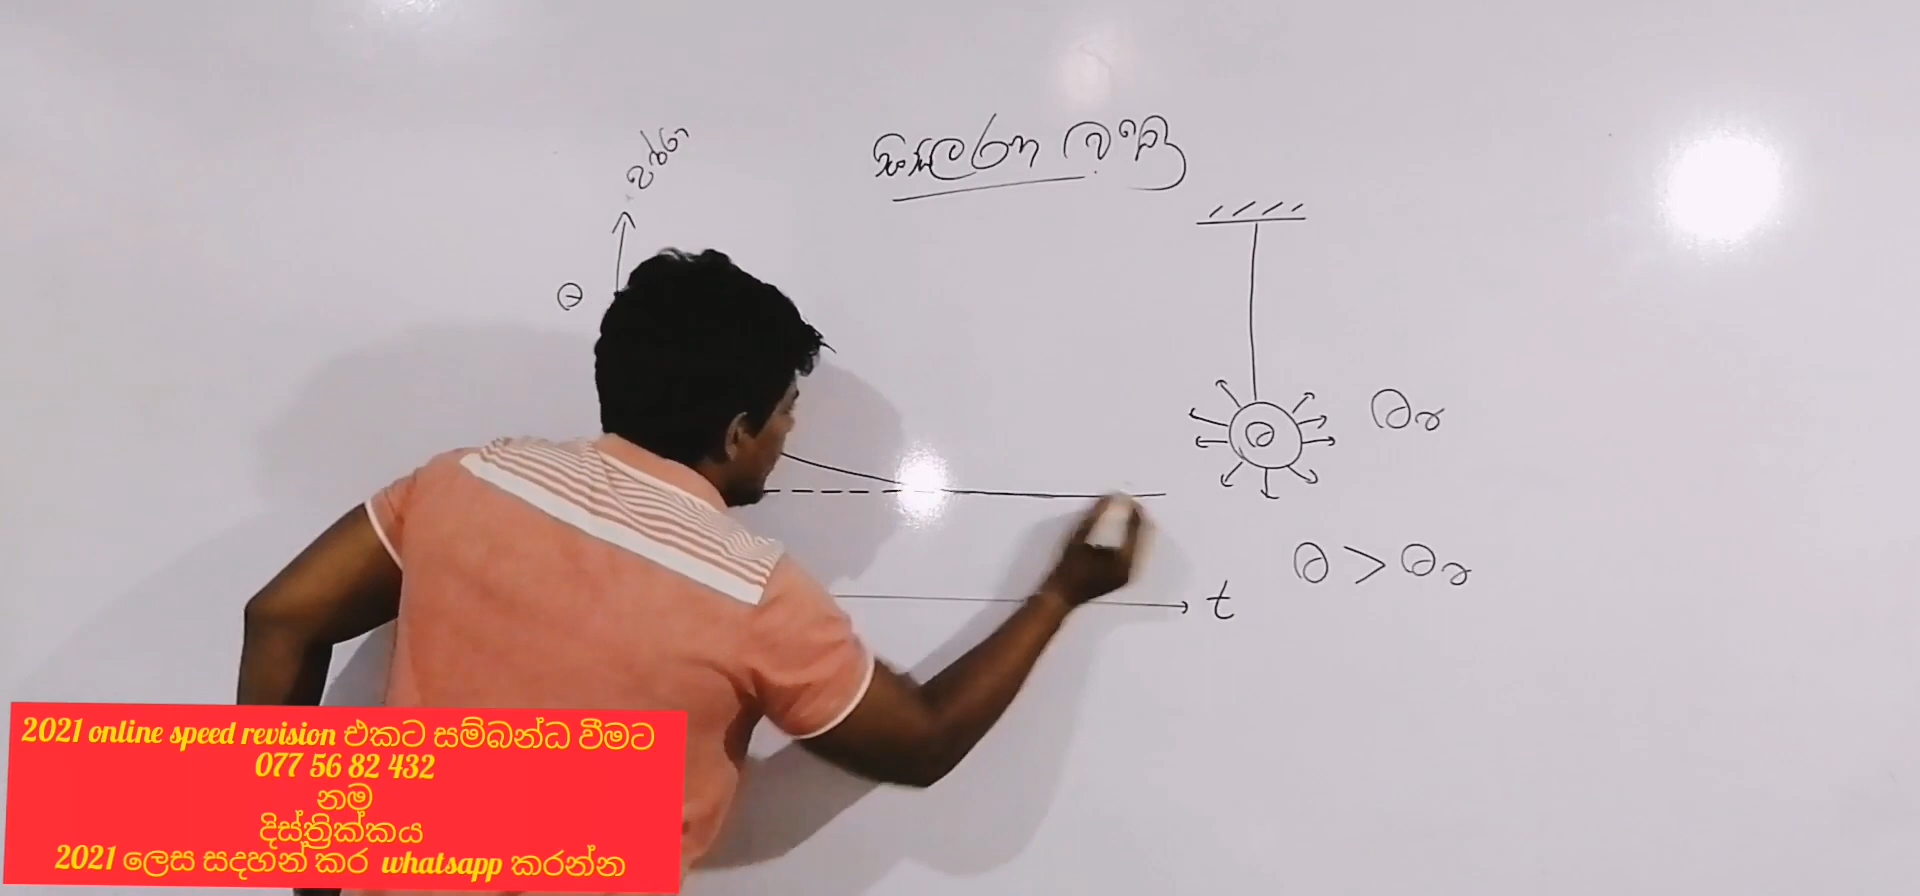 සිසිලන වක්‍ර
θ
θ
θᵣ
θ > θᵣ
t
2021 online speed revision එකට සම්බන්ධ වීමට
077 56 82 432
නම
දිස්ත්‍රික්කය
2021 ලෙස සදහන් කර whatsapp කරන්න